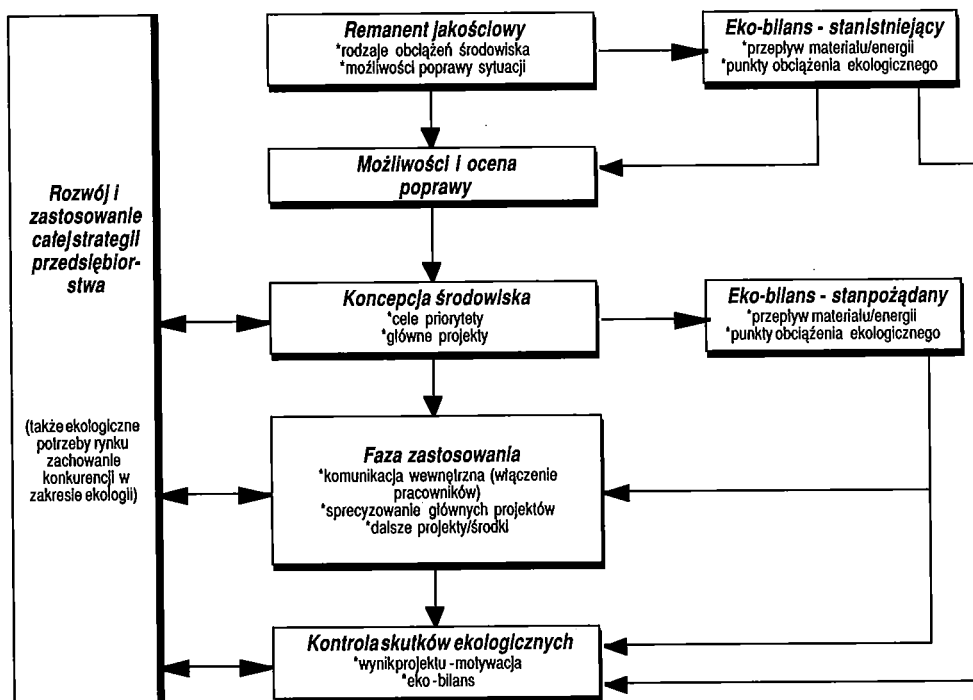 Remanent jakościowy
*rodzaje obciążeń środowiska
*możliwości poprawy sytuacji
Eko-bilans - stanistniejący
*przepływ materiału/energii
*punkty obciążenia ekologicznego
Możliwości i ocena
poprawy
Rozwój i
zastosowanie
całejstrategii
przedsiębior-
stwa
(także ekologiczne
potrzeby rynku
zachowanie
konkurencji w
zakresie ekologii)
Koncepcja środowiska
*cele priorytety
*główne projekty
Eko-bilans - stanpożądany
*przepływ materiału/energii
*punkty obciążenia ekologicznego
Faza zastosowania
*komunikacja wewnętrzna (włączenie
pracowników)
*sprecyzowanie głównych projektów
*dalsze projekty/środki
Kontrolaskutków ekologicznych
*wynikprojektu -motywacja
*eko -bilans